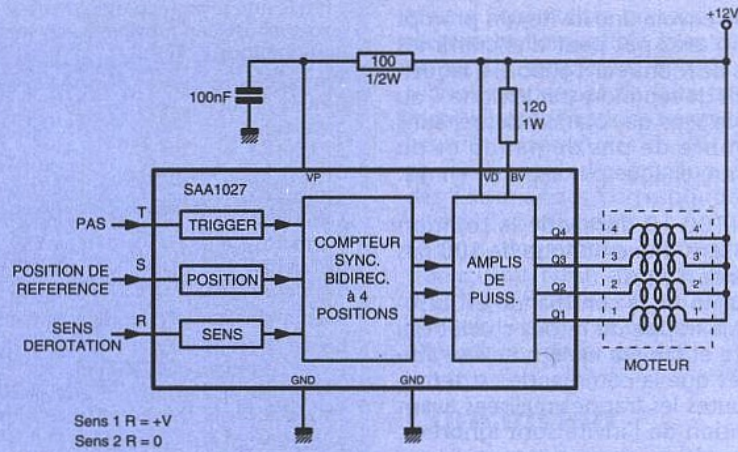 +12V
100
1/2W
100nF
120
1W
VP
VD
BV
SAA1027
PAS
T
TRIGGER
POSITION DE
REFERENCE
S
POSITION
SENS
DEROTATION
R
SENS
COMPTEUR
SYNC.
BIDIREC.
à 4
POSITIONS
AMPLIS
DE
PUISS.
Q4
Q3
Q2
Q1
4 4'
3 3'
2 2'
1 1'
MOTEUR
GND
GND
Sens 1 R = +V
Sens 2 R = 0